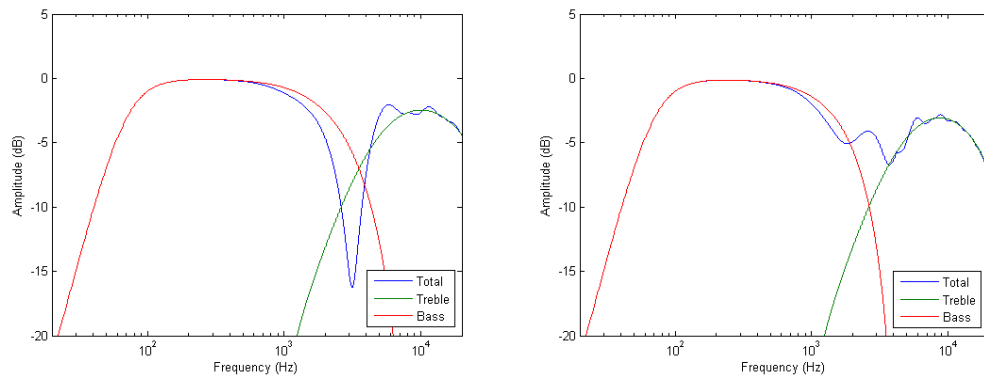 5
0
-5
-10
-15
-20
Amplitude (dB)
10^2
10^3
10^4
Frequency (Hz)
Total
Treble
Bass
5
0
-5
-10
-15
-20
Amplitude (dB)
10^2
10^3
10^4
Frequency (Hz)
Total
Treble
Bass